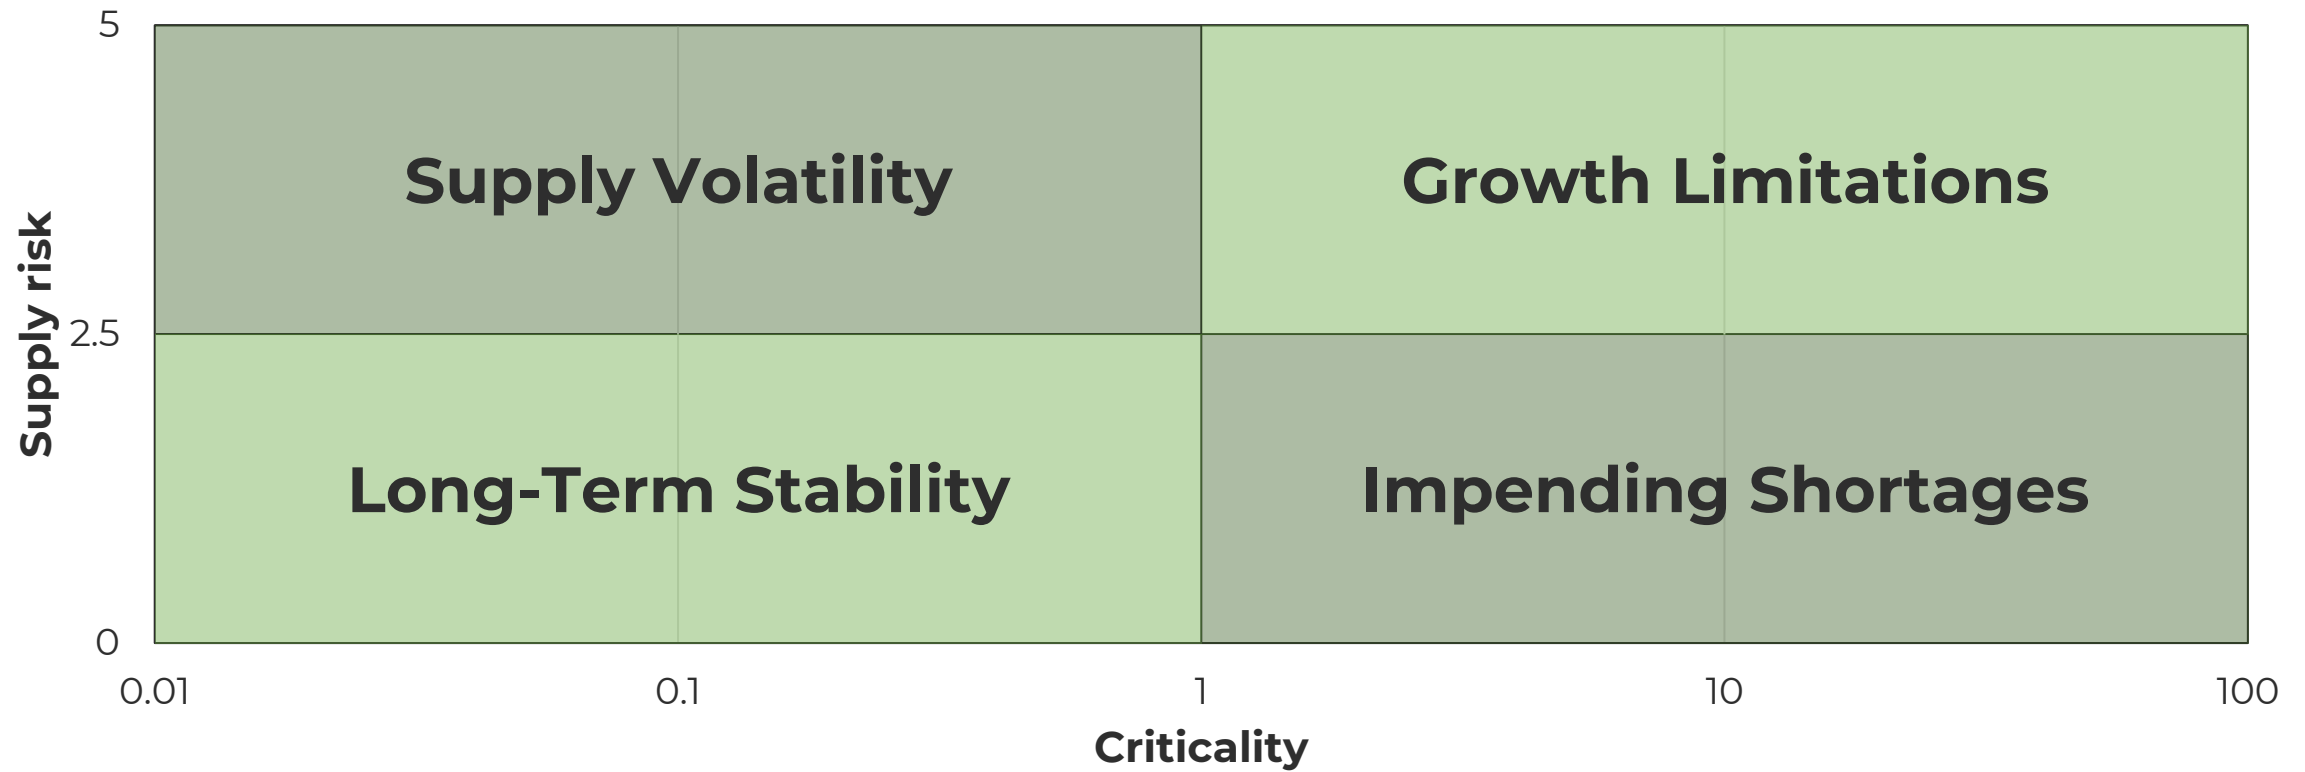 5
Supply Volatility
Growth Limitations
Supply risk
2.5
Long-Term Stability
Impending Shortages
0
0.01
0.1
1
10
100
Criticality